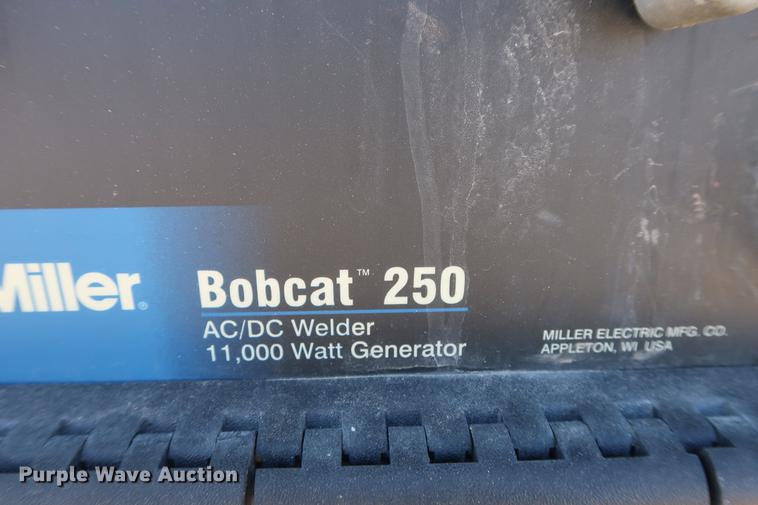 Miller®
Bobcat™ 250
AC/DC Welder
11,000 Watt Generator
MILLER ELECTRIC MFG. CO.
APPLETON, WI USA
Purple Wave Auction